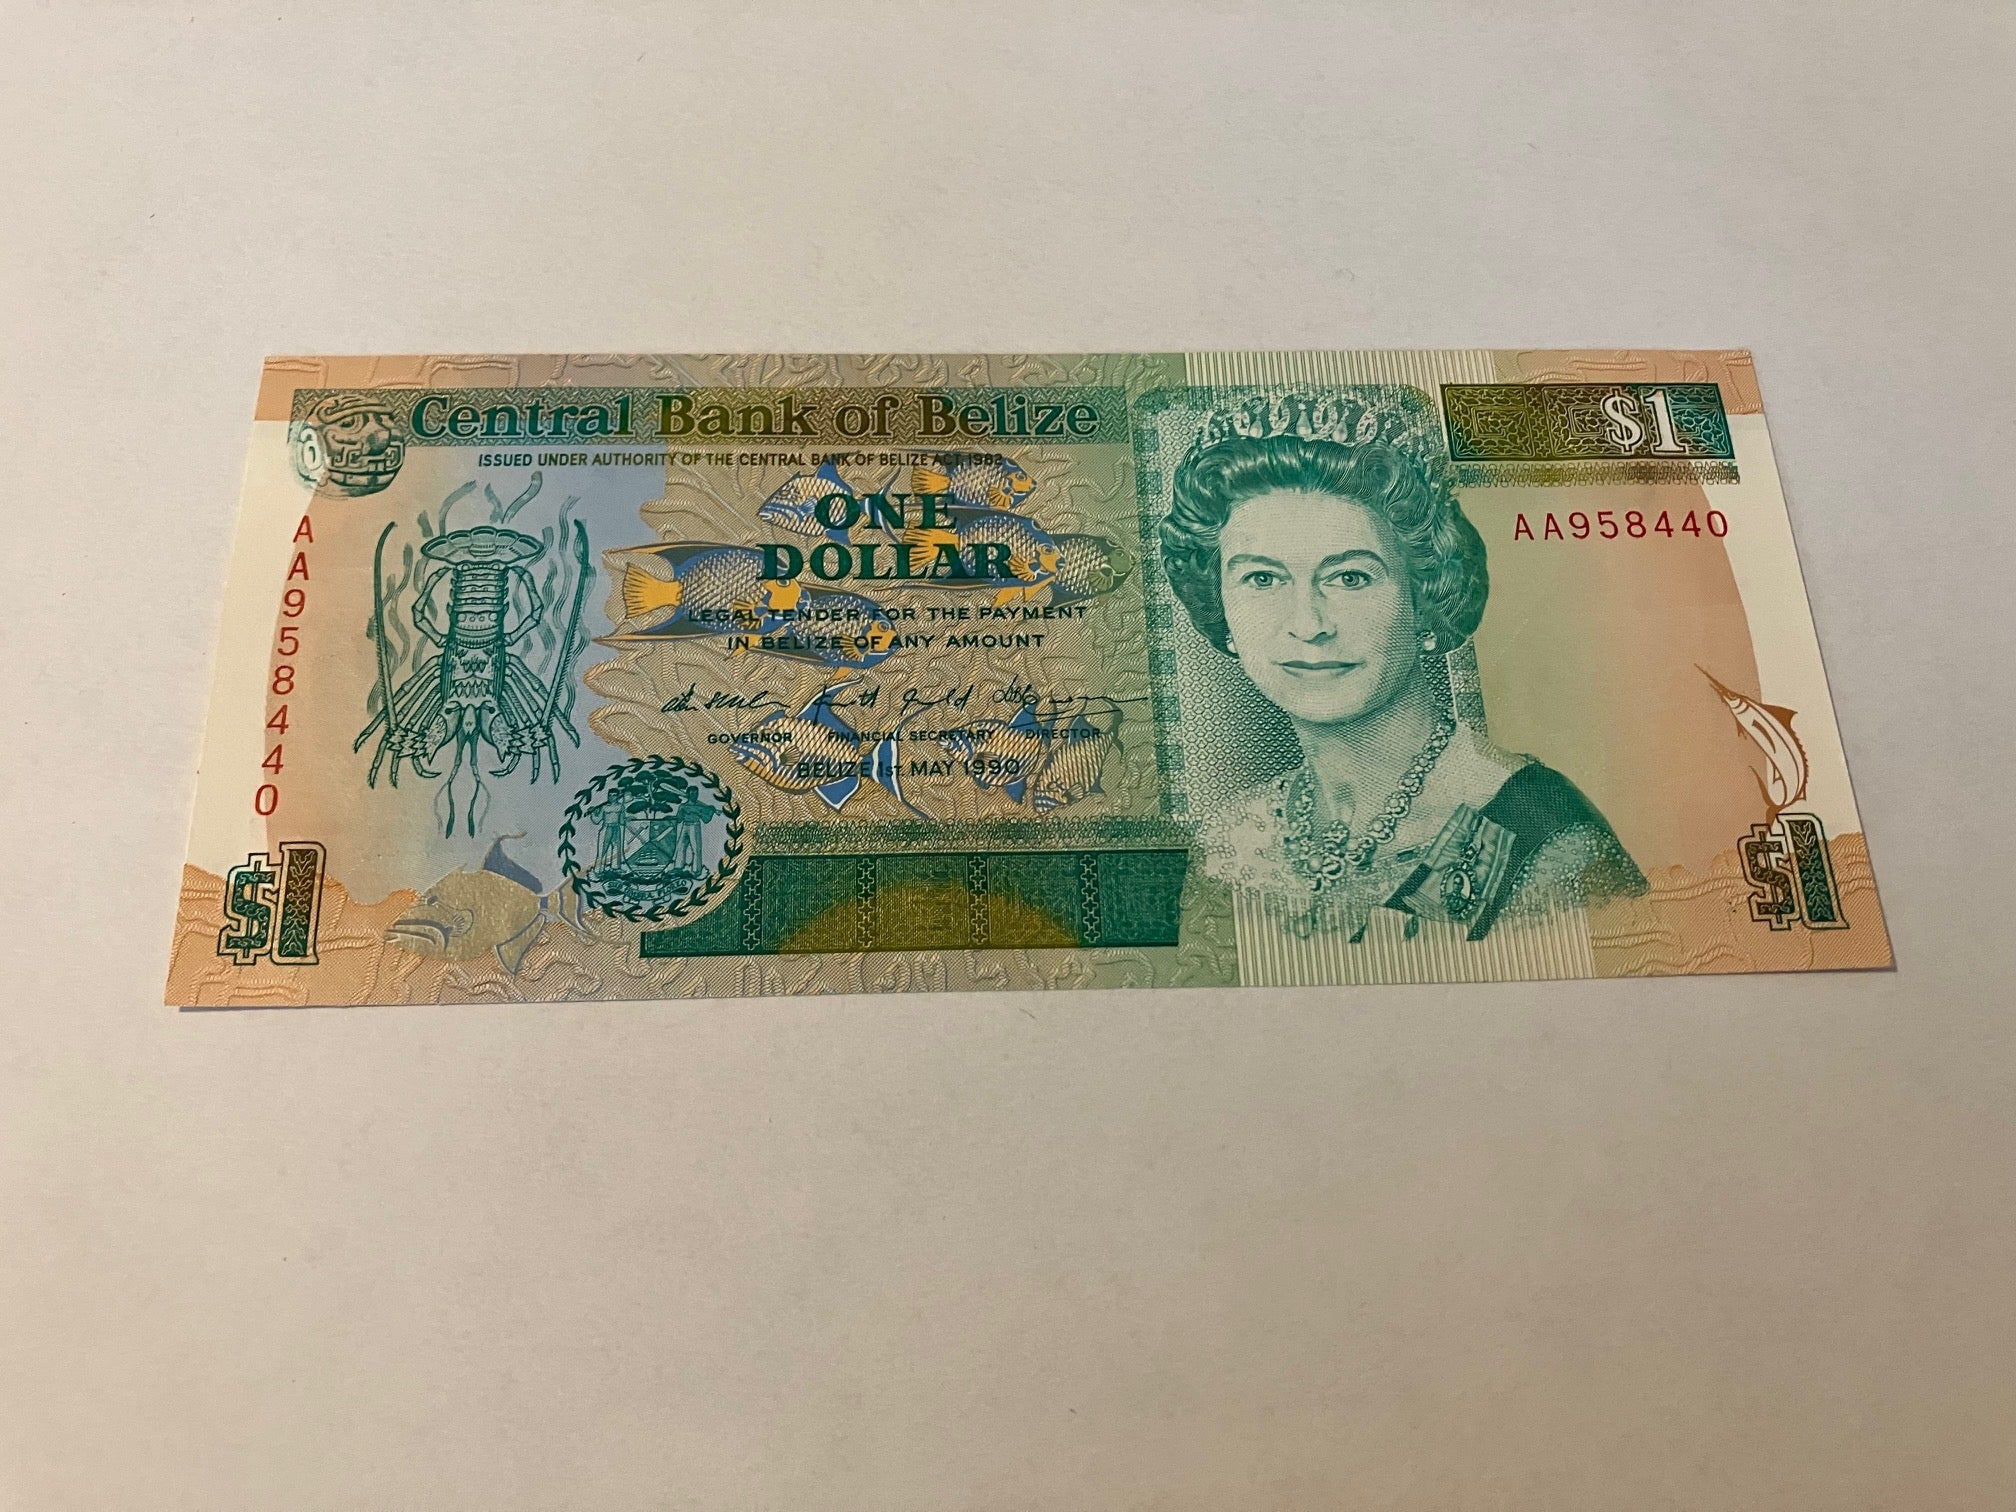 Central Bank of Belize
$1
ISSUED UNDER AUTHORITY OF THE CENTRAL BANK OF BELIZE ACT 1982
ONE
DOLLAR
AA958440
AA958440
LEGAL TENDER FOR THE PAYMENT
IN BELIZE OF ANY AMOUNT
GOVERNOR FINANCIAL SECRETARY DIRECTOR
BELIZE 1st. MAY 1990
$1
$1